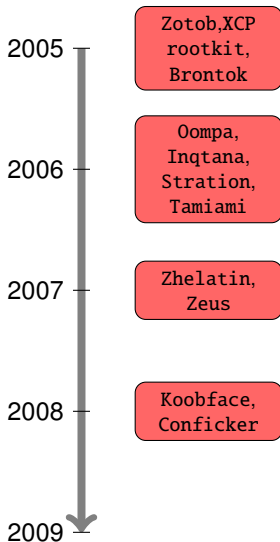 2005
Zotob,XCP
rootkit,
Brontok
2006
Oompa,
Inqtana,
Stration,
Tamiami
2007
Zhelatin,
Zeus
2008
Koobface,
Conficker
2009